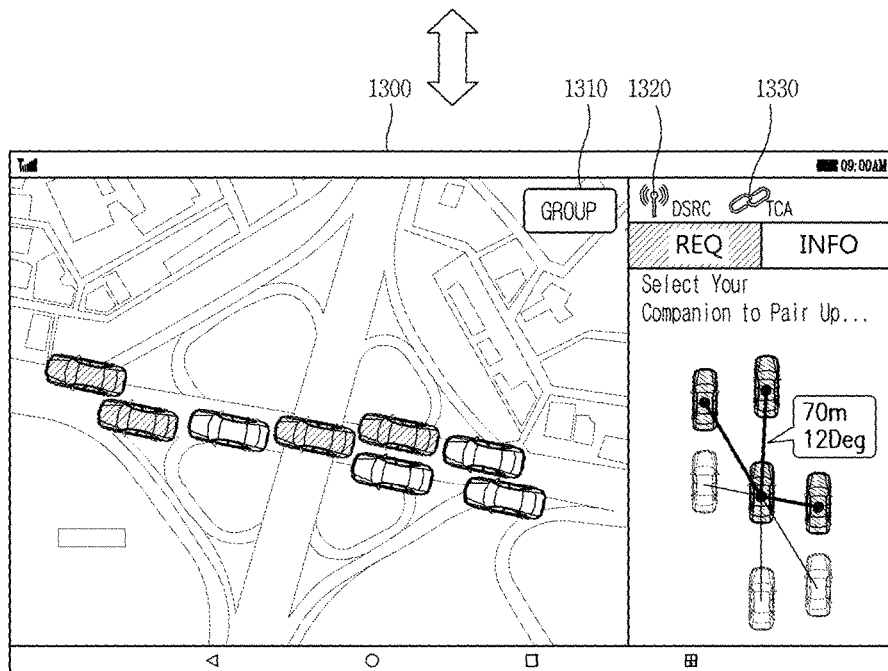 1300
1310
1320
1330
09:00AM
GROUP
DSRC
TCA
REQ
INFO
Select Your
Companion to Pair Up...
70m
12Deg